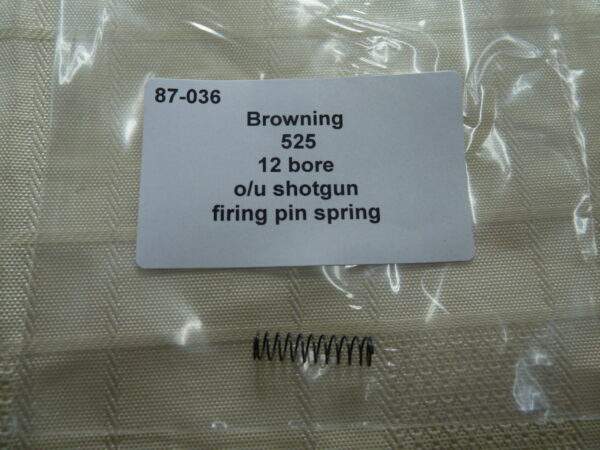 87-036
Browning
525
12 bore
o/u shotgun
firing pin spring